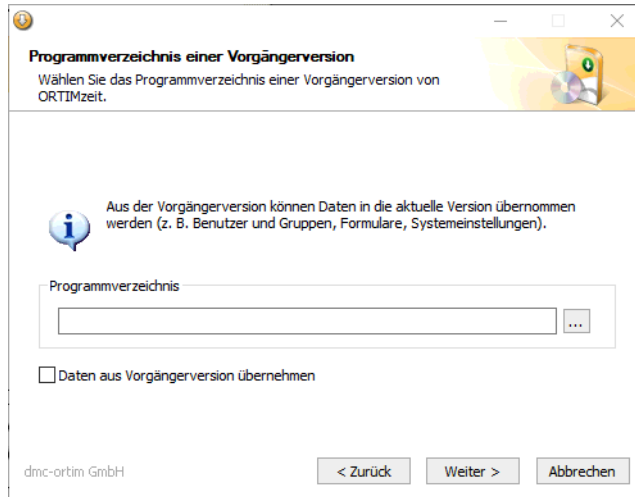 Programmverzeichnis einer Vorgängerversion
Wählen Sie das Programmverzeichnis einer Vorgängerversion von
ORTIMzeit.
Aus der Vorgängerversion können Daten in die aktuelle Version übernommen
werden (z. B. Benutzer und Gruppen, Formulare, Systemeinstellungen).
Programmverzeichnis
...
Daten aus Vorgängerversion übernehmen
dmc-ortim GmbH
< Zurück
Weiter >
Abbrechen